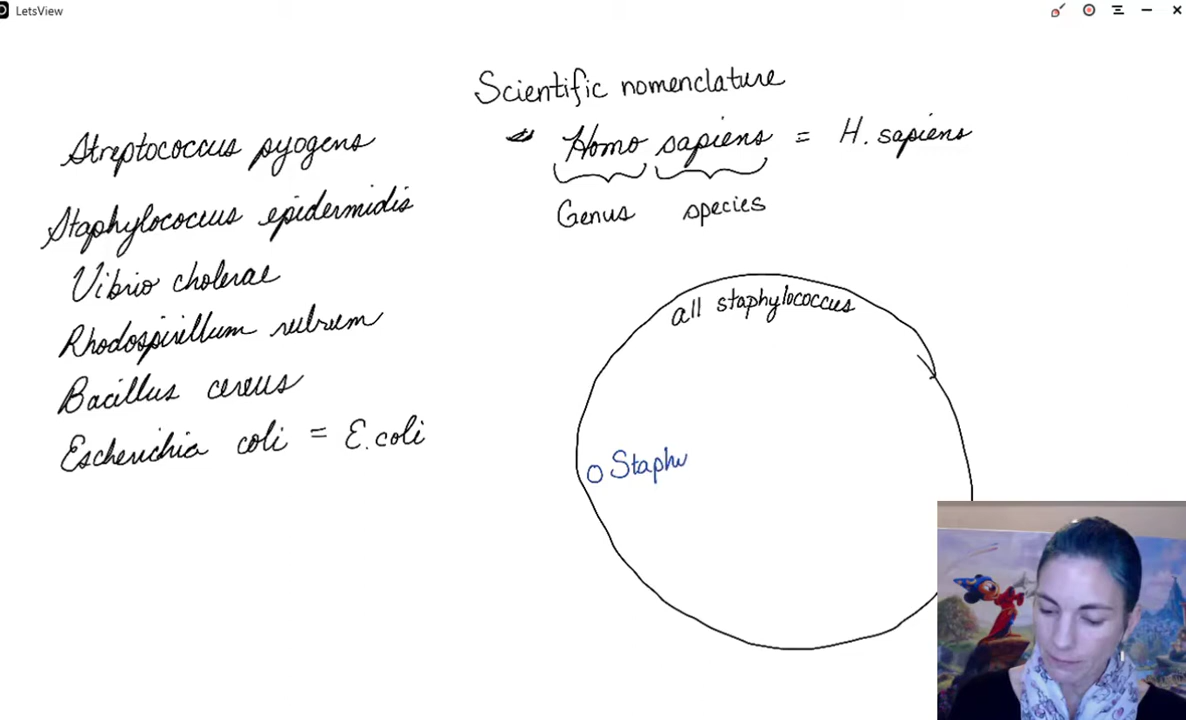 LetsView
Scientific nomenclature
Homo sapiens = H. sapiens
Genus species
Streptococcus pyogens
Staphylococcus epidermidis
Vibrio cholerae
Rhodospirillum rubrum
Bacillus cereus
Escherichia coli = E. coli
all staphylococcus
Staphy